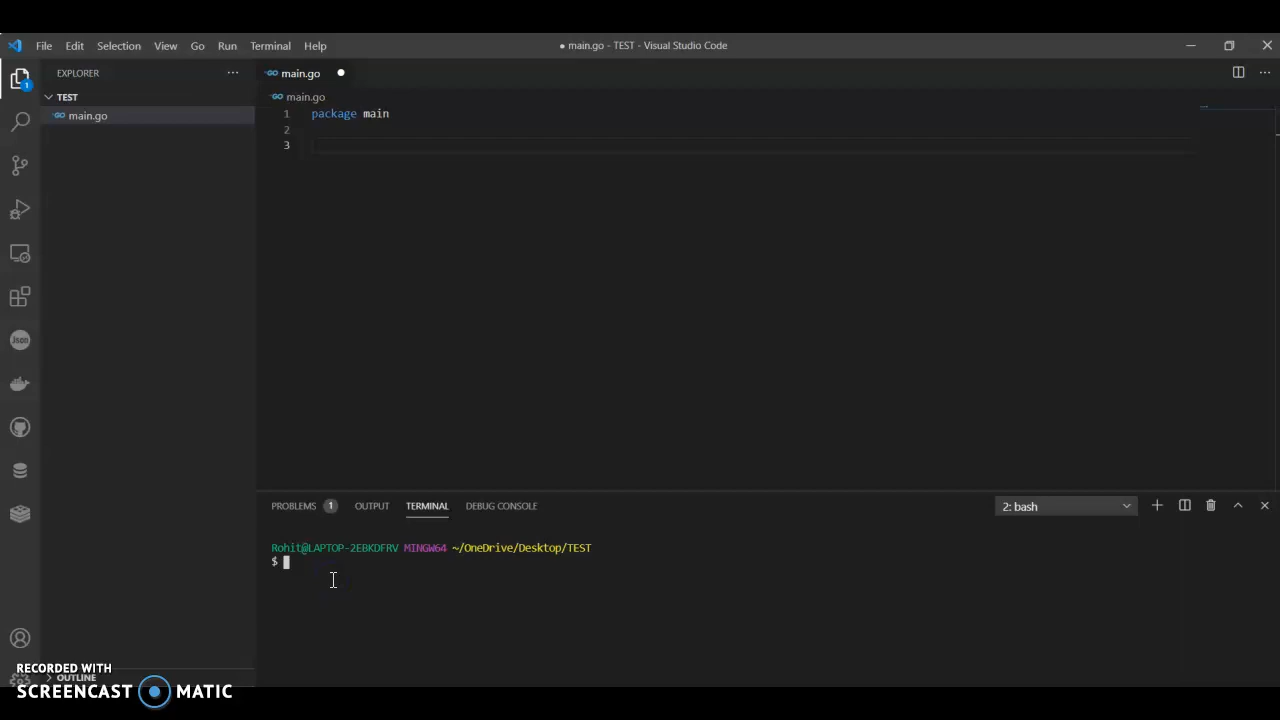 File Edit Selection View Go Run Terminal Help ● main.go - TEST - Visual Studio Code
EXPLORER ··· main.go ●
TEST main.go
main.go 1 package main
2
3
PROBLEMS 1 OUTPUT TERMINAL DEBUG CONSOLE 2: bash
Rohit@LAPTOP-2EBKDFRV MINGW64 ~/OneDrive/Desktop/TEST
$
1
Json
OUTLINE
RECORDED WITH
SCREENCAST MATIC